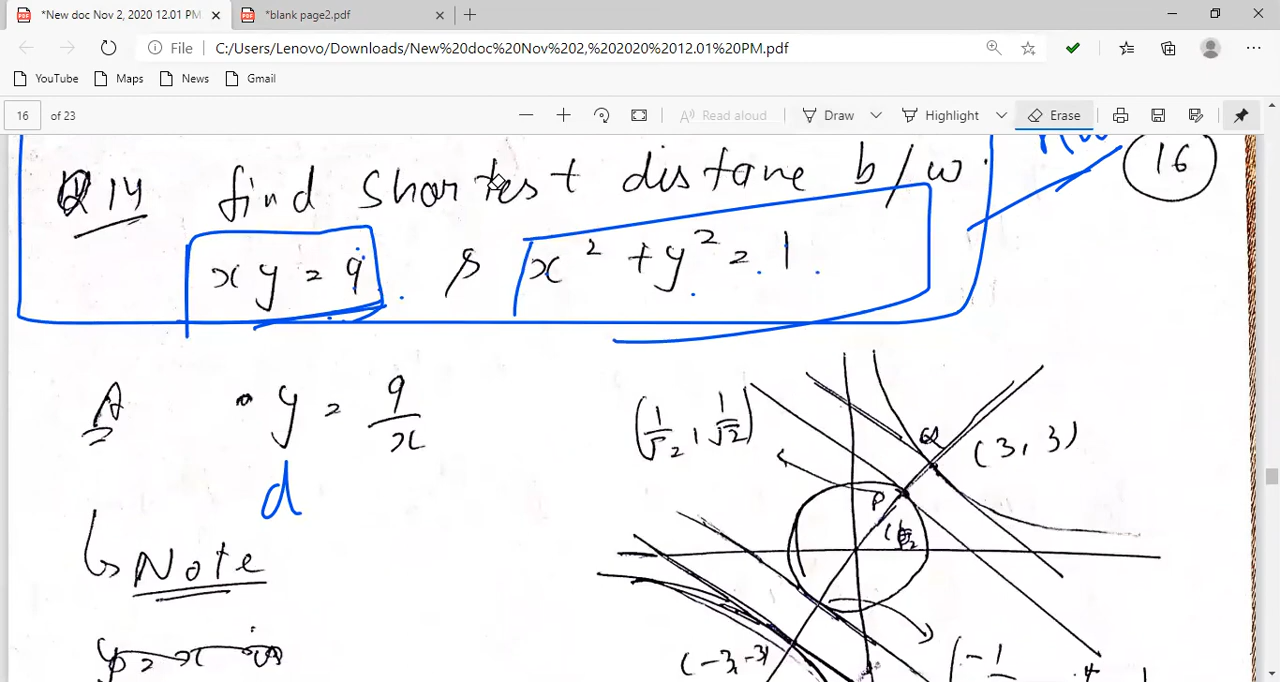 *New doc Nov 2, 2020 12.01 PM.
*blank page2.pdf
File C:/Users/Lenovo/Downloads/New%20doc%20Nov%202,%202020%2012.01%20PM.pdf
YouTube Maps News Gmail
16 of 23 Read aloud Draw Highlight Erase
Q 14 find Shortest distane b/w.
16
xy = 9 & x² + y² = 1.
A y = 9/x
d
(1/√2, 1/√2)
Q
(3, 3)
P
Note
(-3, -3)